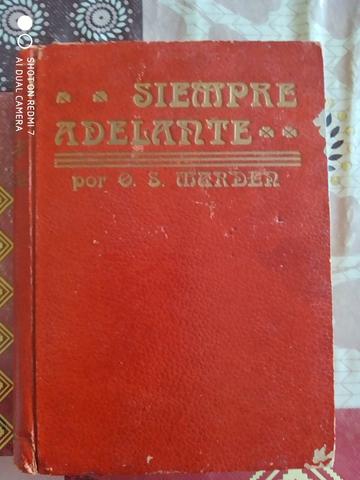 SIEMPRE
ADELANTE
por O. S. MARDEN
SHOT ON REDMI 7
AI DUAL CAMERA